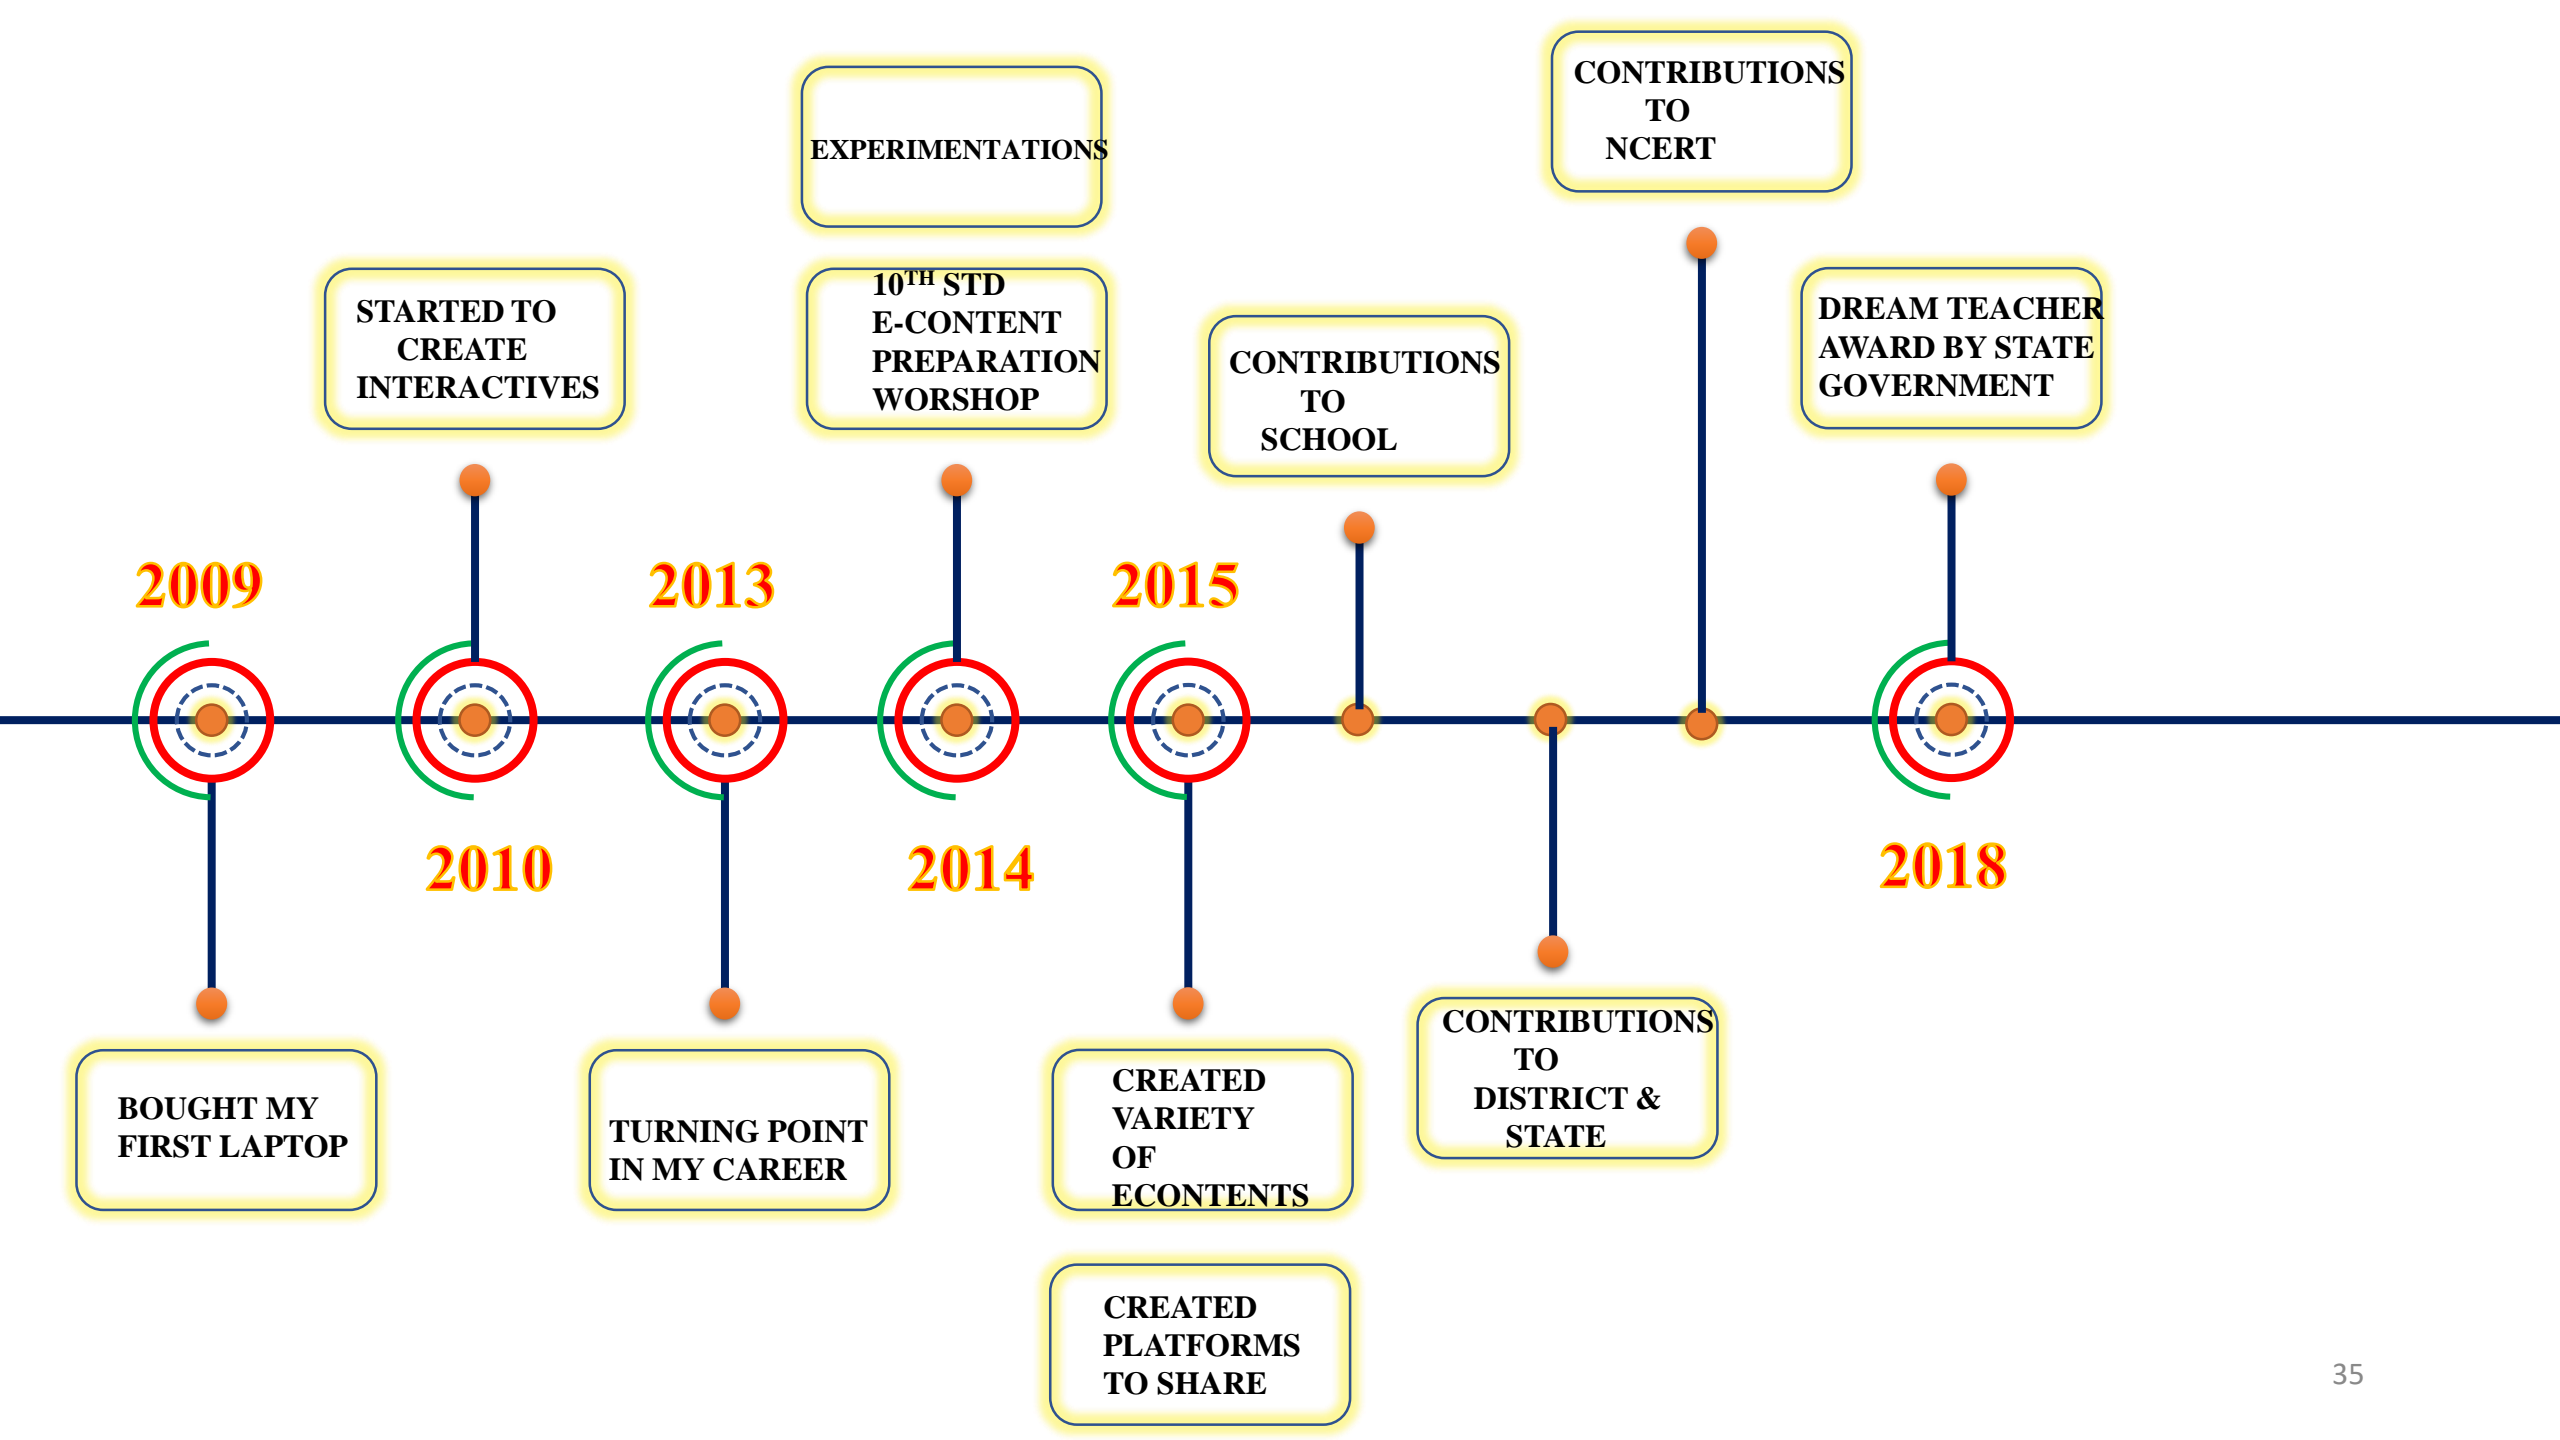 2009
BOUGHT MY
FIRST LAPTOP
STARTED TO
CREATE
INTERACTIVES
2010
2013
TURNING POINT
IN MY CAREER
EXPERIMENTATIONS
10TH STD
E-CONTENT
PREPARATION
WORSHOP
2014
2015
CREATED
VARIETY
OF
ECONTENTS
CREATED
PLATFORMS
TO SHARE
CONTRIBUTIONS
TO
SCHOOL
CONTRIBUTIONS
TO
DISTRICT &
STATE
CONTRIBUTIONS
TO
NCERT
DREAM TEACHER
AWARD BY STATE
GOVERNMENT
2018
35